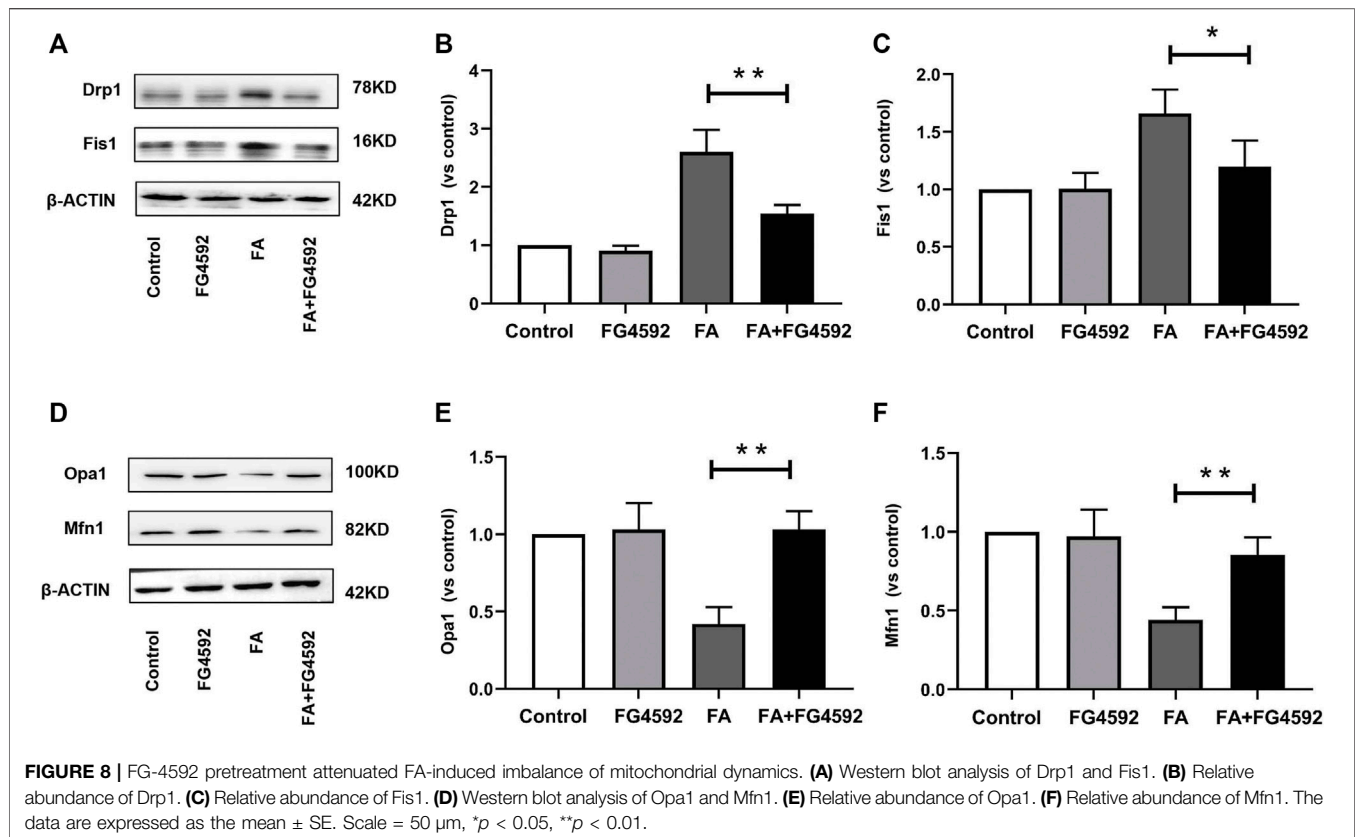 A
Drp1
78KD
Fis1
16KD
β-ACTIN
42KD
Control
FG4592
FA
FA+FG4592
B
Drp1 (vs control)
4
3
2
1
0
**
Control FG4592 FA FA+FG4592
C
Fis1 (vs control)
2.0
1.5
1.0
0.5
0.0
*
Control FG4592 FA FA+FG4592
D
Opa1
100KD
Mfn1
82KD
β-ACTIN
42KD
Control
FG4592
FA
FA+FG4592
E
Opa1 (vs control)
1.5
1.0
0.5
0.0
**
Control FG4592 FA FA+FG4592
F
Mfn1 (vs control)
1.5
1.0
0.5
0.0
**
Control FG4592 FA FA+FG4592
FIGURE 8 | FG-4592 pretreatment attenuated FA-induced imbalance of mitochondrial dynamics. (A) Western blot analysis of Drp1 and Fis1. (B) Relative
abundance of Drp1. (C) Relative abundance of Fis1. (D) Western blot analysis of Opa1 and Mfn1. (E) Relative abundance of Opa1. (F) Relative abundance of Mfn1. The
data are expressed as the mean ± SE. Scale = 50 μm, *p < 0.05, **p < 0.01.